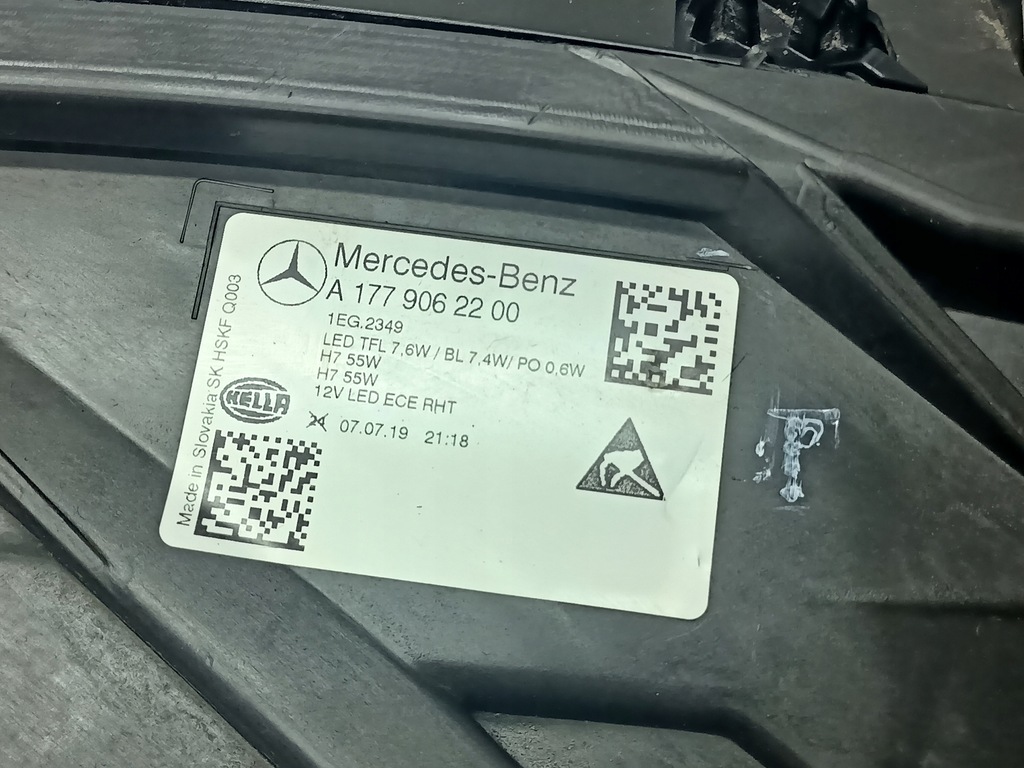 Mercedes-Benz
A 177 906 22 00
1EG.2349
LED TFL 7,6W / BL 7,4W/ PO 0,6W
H7 55W
H7 55W
12V LED ECE RHT
24 07.07.19 21:18
HELLA
Made in Slovakia SK HSKF Q003